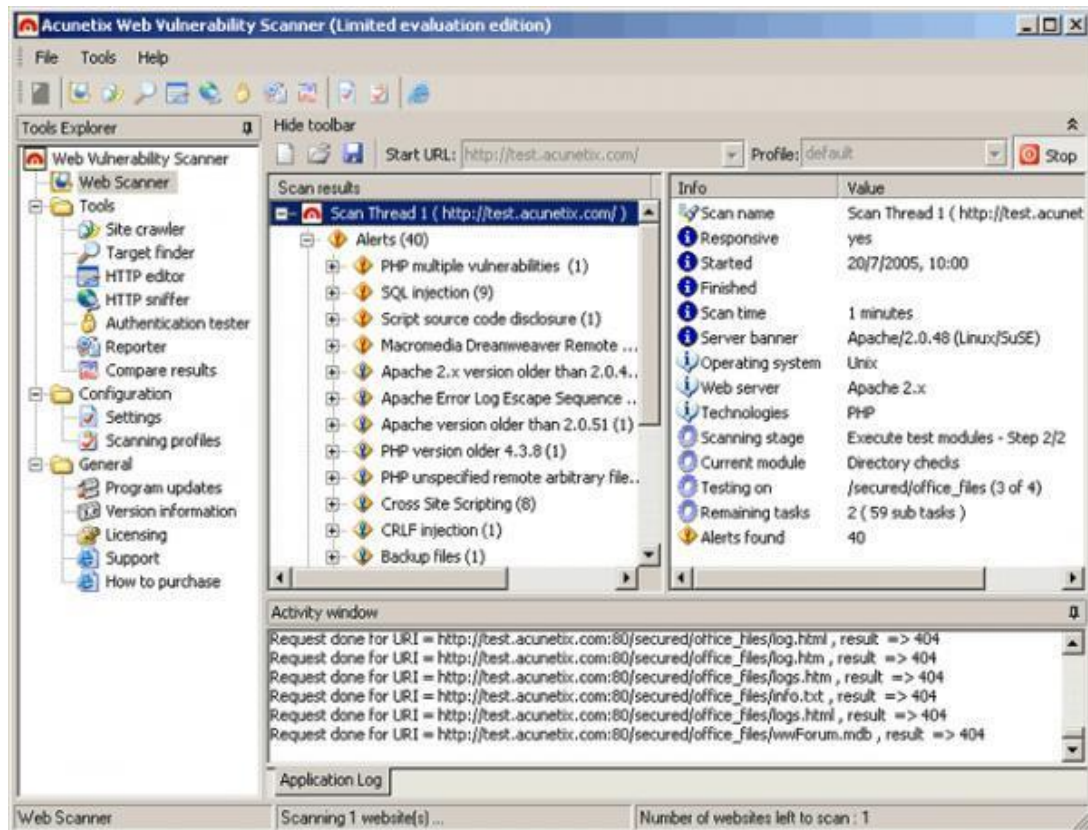 Acunetix Web Vulnerability Scanner (Limited evaluation edition)
File Tools Help
Tools Explorer
Web Vulnerability Scanner
Web Scanner
Tools
Site crawler
Target finder
HTTP editor
HTTP sniffer
Authentication tester
Reporter
Compare results
Configuration
Settings
Scanning profiles
General
Program updates
Version information
Licensing
Support
How to purchase
Hide toolbar
Start URL: http://test.acunetix.com/ Profile: default Stop
Scan results
Scan Thread 1 ( http://test.acunetix.com/ )
Alerts (40)
PHP multiple vulnerabilities (1)
SQL injection (9)
Script source code disclosure (1)
Macromedia Dreamweaver Remote ...
Apache 2.x version older than 2.0.4..
Apache Error Log Escape Sequence ..
Apache version older than 2.0.51 (1)
PHP version older 4.3.8 (1)
PHP unspecified remote arbitrary file..
Cross Site Scripting (8)
CRLF injection (1)
Backup files (1)
Info Value
Scan name Scan Thread 1 ( http://test.acunet
Responsive yes
Started 20/7/2005, 10:00
Finished
Scan time 1 minutes
Server banner Apache/2.0.48 (Linux/SuSE)
Operating system Unix
Web server Apache 2.x
Technologies PHP
Scanning stage Execute test modules - Step 2/2
Current module Directory checks
Testing on /secured/office_files (3 of 4)
Remaining tasks 2 ( 59 sub tasks )
Alerts found 40
Activity window
Request done for URI = http://test.acunetix.com:80/secured/office_files/log.html , result => 404
Request done for URI = http://test.acunetix.com:80/secured/office_files/log.htm , result => 404
Request done for URI = http://test.acunetix.com:80/secured/office_files/logs.htm , result => 404
Request done for URI = http://test.acunetix.com:80/secured/office_files/info.txt , result => 404
Request done for URI = http://test.acunetix.com:80/secured/office_files/logs.html , result => 404
Request done for URI = http://test.acunetix.com:80/secured/office_files/wwForum.mdb , result => 404
Application Log
Web Scanner Scanning 1 website(s) ... Number of websites left to scan : 1